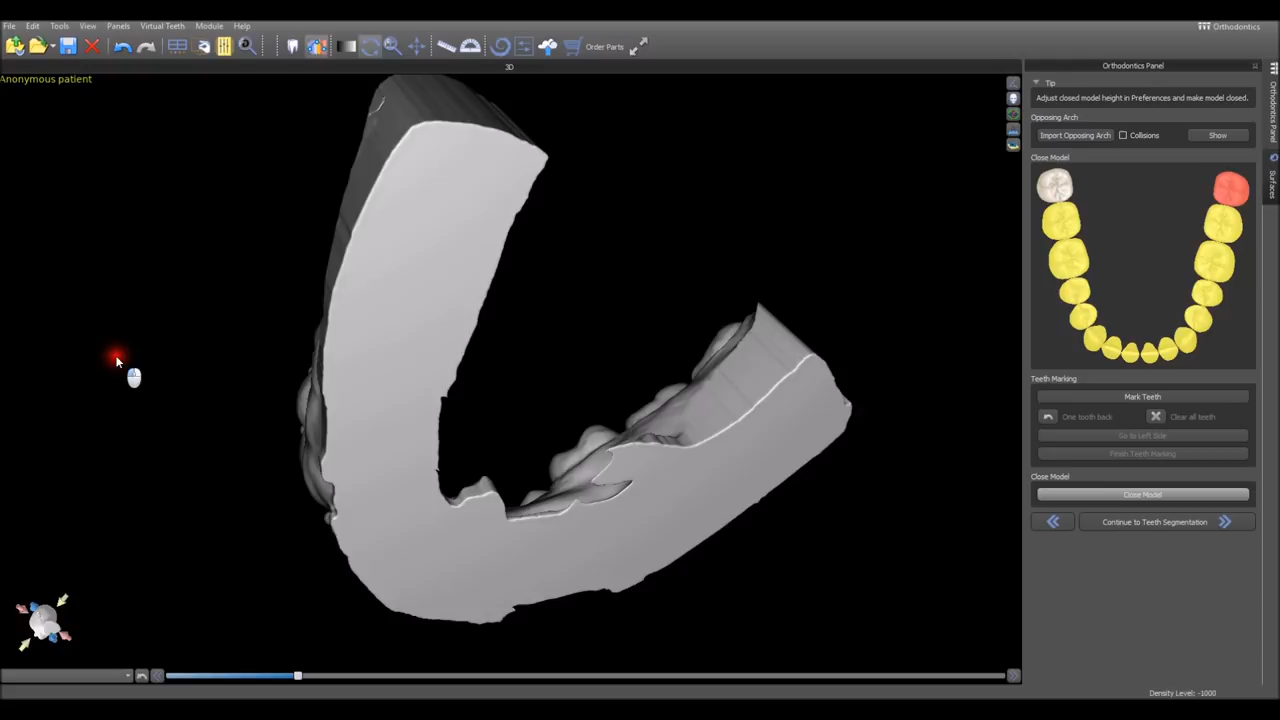 File Edit Tools View Panels Virtual Teeth Module Help
Orthodontics
Order Parts
3D
Anonymous patient
Orthodontics Panel
Tip
Adjust closed model height in Preferences and make model closed.
Opposing Arch
Import Opposing Arch Collisions Show
Close Model
Teeth Marking
Mark Teeth
One tooth back Clear all teeth
Go to Left Side
Finish Teeth Marking
Close Model
Close Model
Continue to Teeth Segmentation
Orthodontics Panel
Surfaces
Density Level: -1000